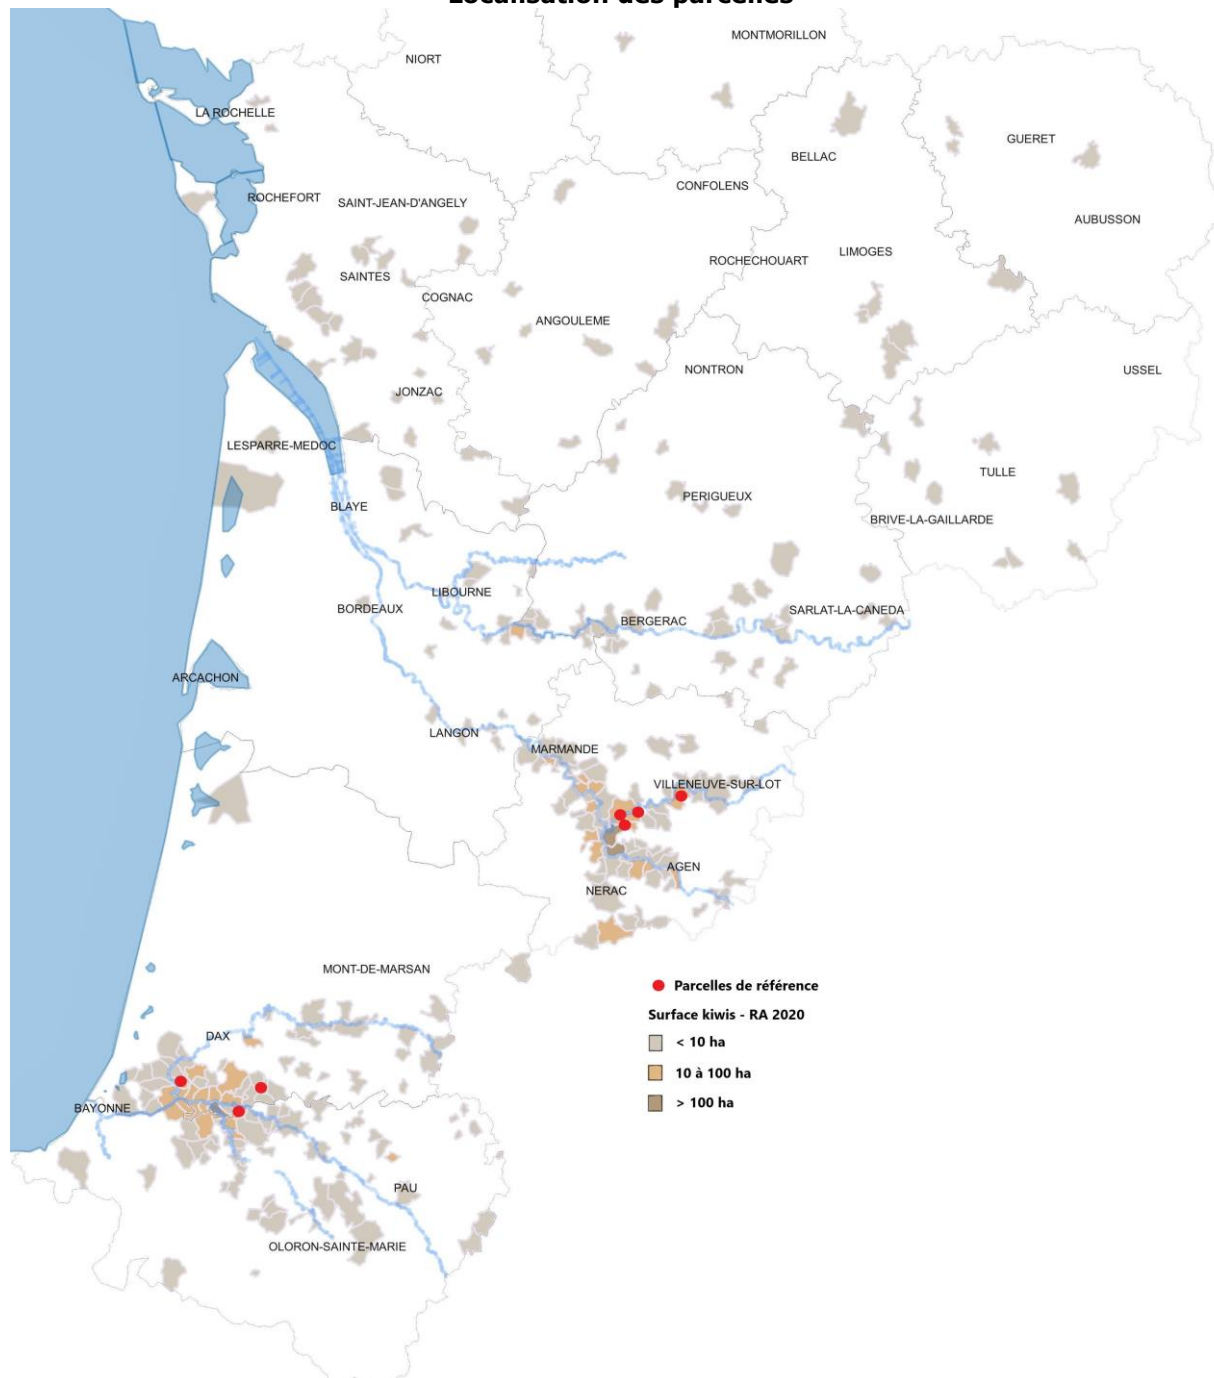 Localisation des parcelles
MONTMORILLON
NIORT
LA ROCHELLE
GUERET
BELLAC
CONFOLENS
ROCHEFORT
SAINT-JEAN-D'ANGELY
AUBUSSON
LIMOGES
ROCHECHOUART
SAINTES
COGNAC
ANGOULEME
NONTRON
USSEL
JONZAC
LESPARRE-MEDOC
TULLE
PERIGUEUX
BLAYE
BRIVE-LA-GAILLARDE
LIBOURNE
BORDEAUX
SARLAT-LA-CANEDA
BERGERAC
ARCACHON
LANGON
MARMANDE
VILLENEUVE-SUR-LOT
AGEN
NERAC
MONT-DE-MARSAN
Parcelles de référence
Surface kiwis - RA 2020
< 10 ha
10 à 100 ha
> 100 ha
DAX
BAYONNE
PAU
OLORON-SAINTE-MARIE